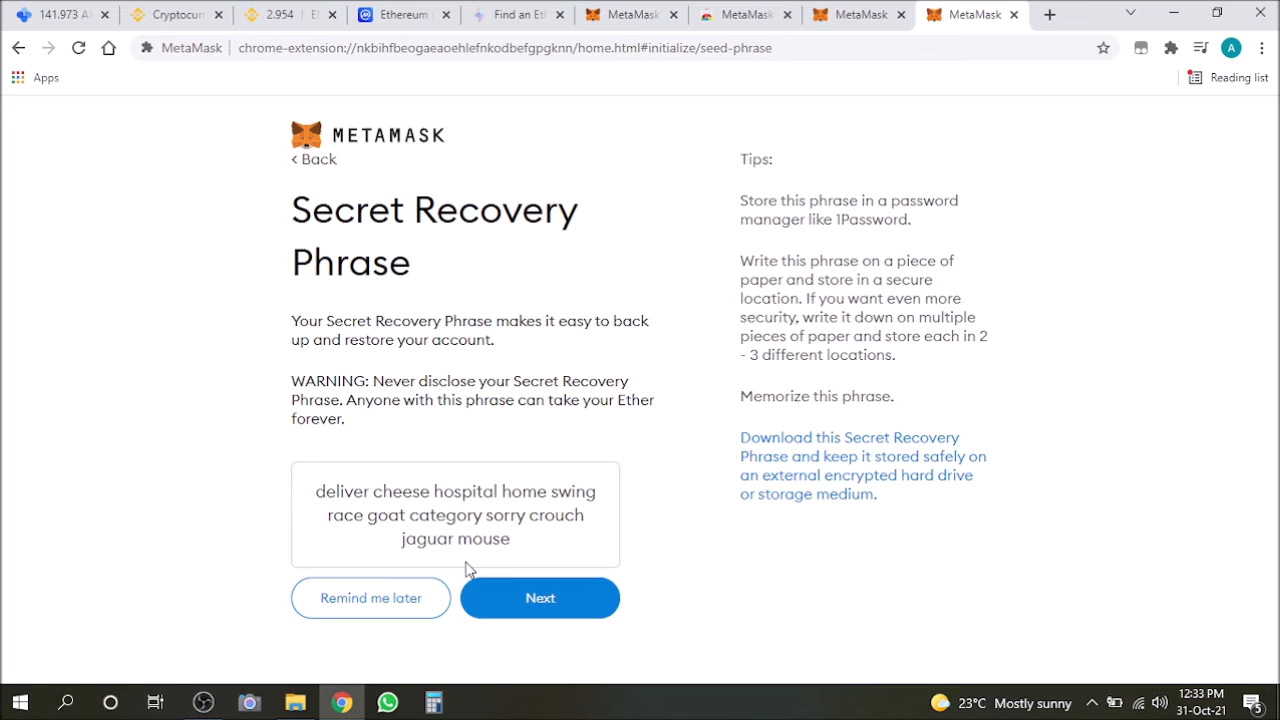 141.973 AX
Cryptocurr
2.954 | E
Ethereum p
Find an Eth
MetaMask
MetaMask
MetaMask
MetaMask
MetaMask | chrome-extension://nkbihfbeogaeaoehlefnkodbefgpgknn/home.html#initialize/seed-phrase
A
Apps
Reading list
METAMASK
< Back
Secret Recovery
Phrase
Your Secret Recovery Phrase makes it easy to back
up and restore your account.
WARNING: Never disclose your Secret Recovery
Phrase. Anyone with this phrase can take your Ether
forever.
deliver cheese hospital home swing
race goat category sorry crouch
jaguar mouse
Remind me later
Next
Tips:
Store this phrase in a password
manager like 1Password.
Write this phrase on a piece of
paper and store in a secure
location. If you want even more
security, write it down on multiple
pieces of paper and store each in 2
- 3 different locations.
Memorize this phrase.
Download this Secret Recovery
Phrase and keep it stored safely on
an external encrypted hard drive
or storage medium.
23°C Mostly sunny
12:33 PM
31-Oct-21
5